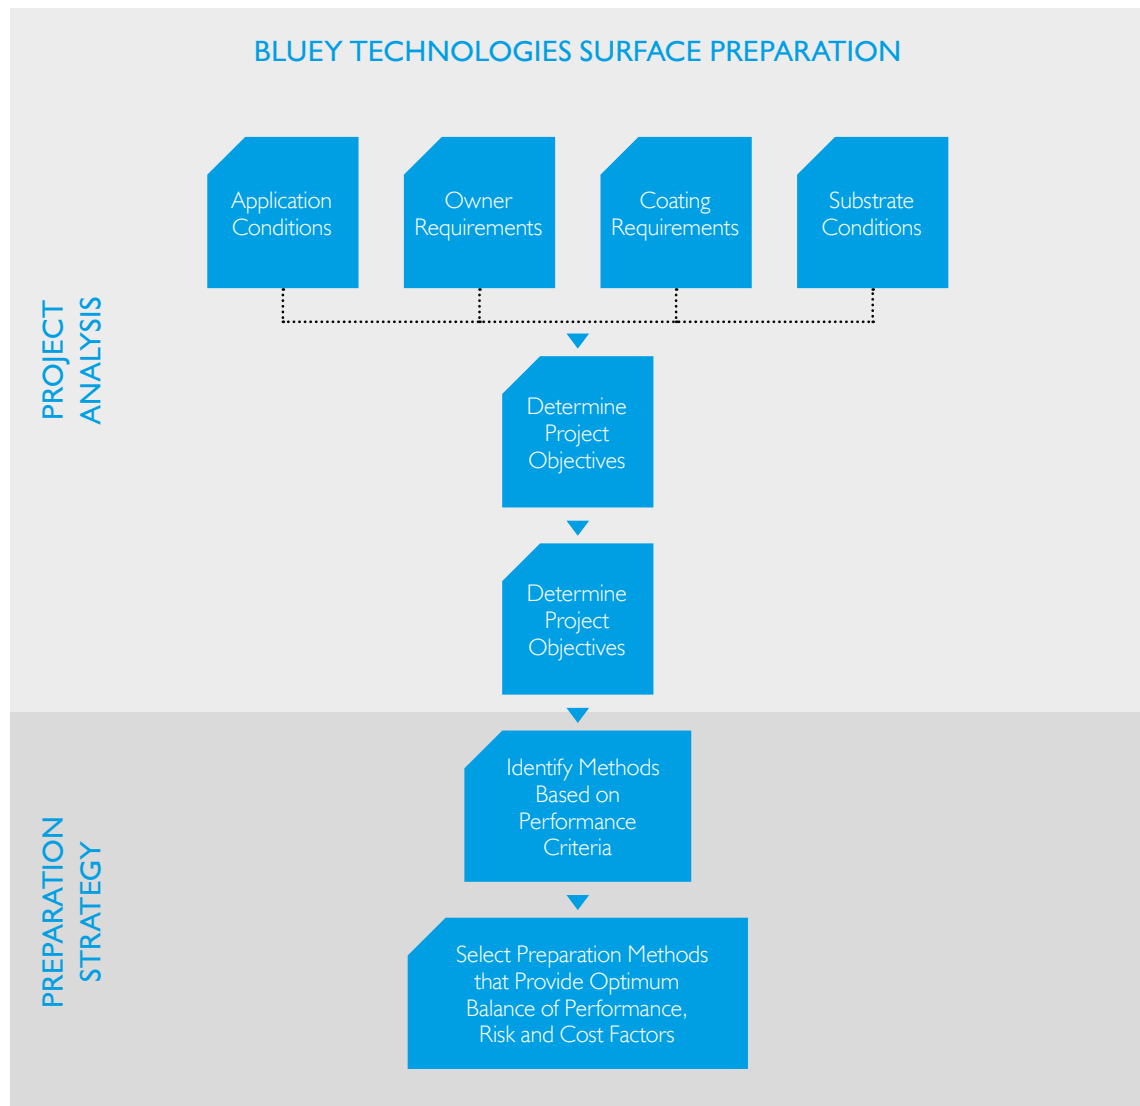 BLUEY TECHNOLOGIES SURFACE PREPARATION
PROJECT
ANALYSIS
Application
Conditions
Owner
Requirements
Coating
Requirements
Substrate
Conditions
Determine
Project
Objectives
Determine
Project
Objectives
PREPARATION
STRATEGY
Identify Methods
Based on
Performance
Criteria
Select Preparation Methods
that Provide Optimum
Balance of Performance,
Risk and Cost Factors